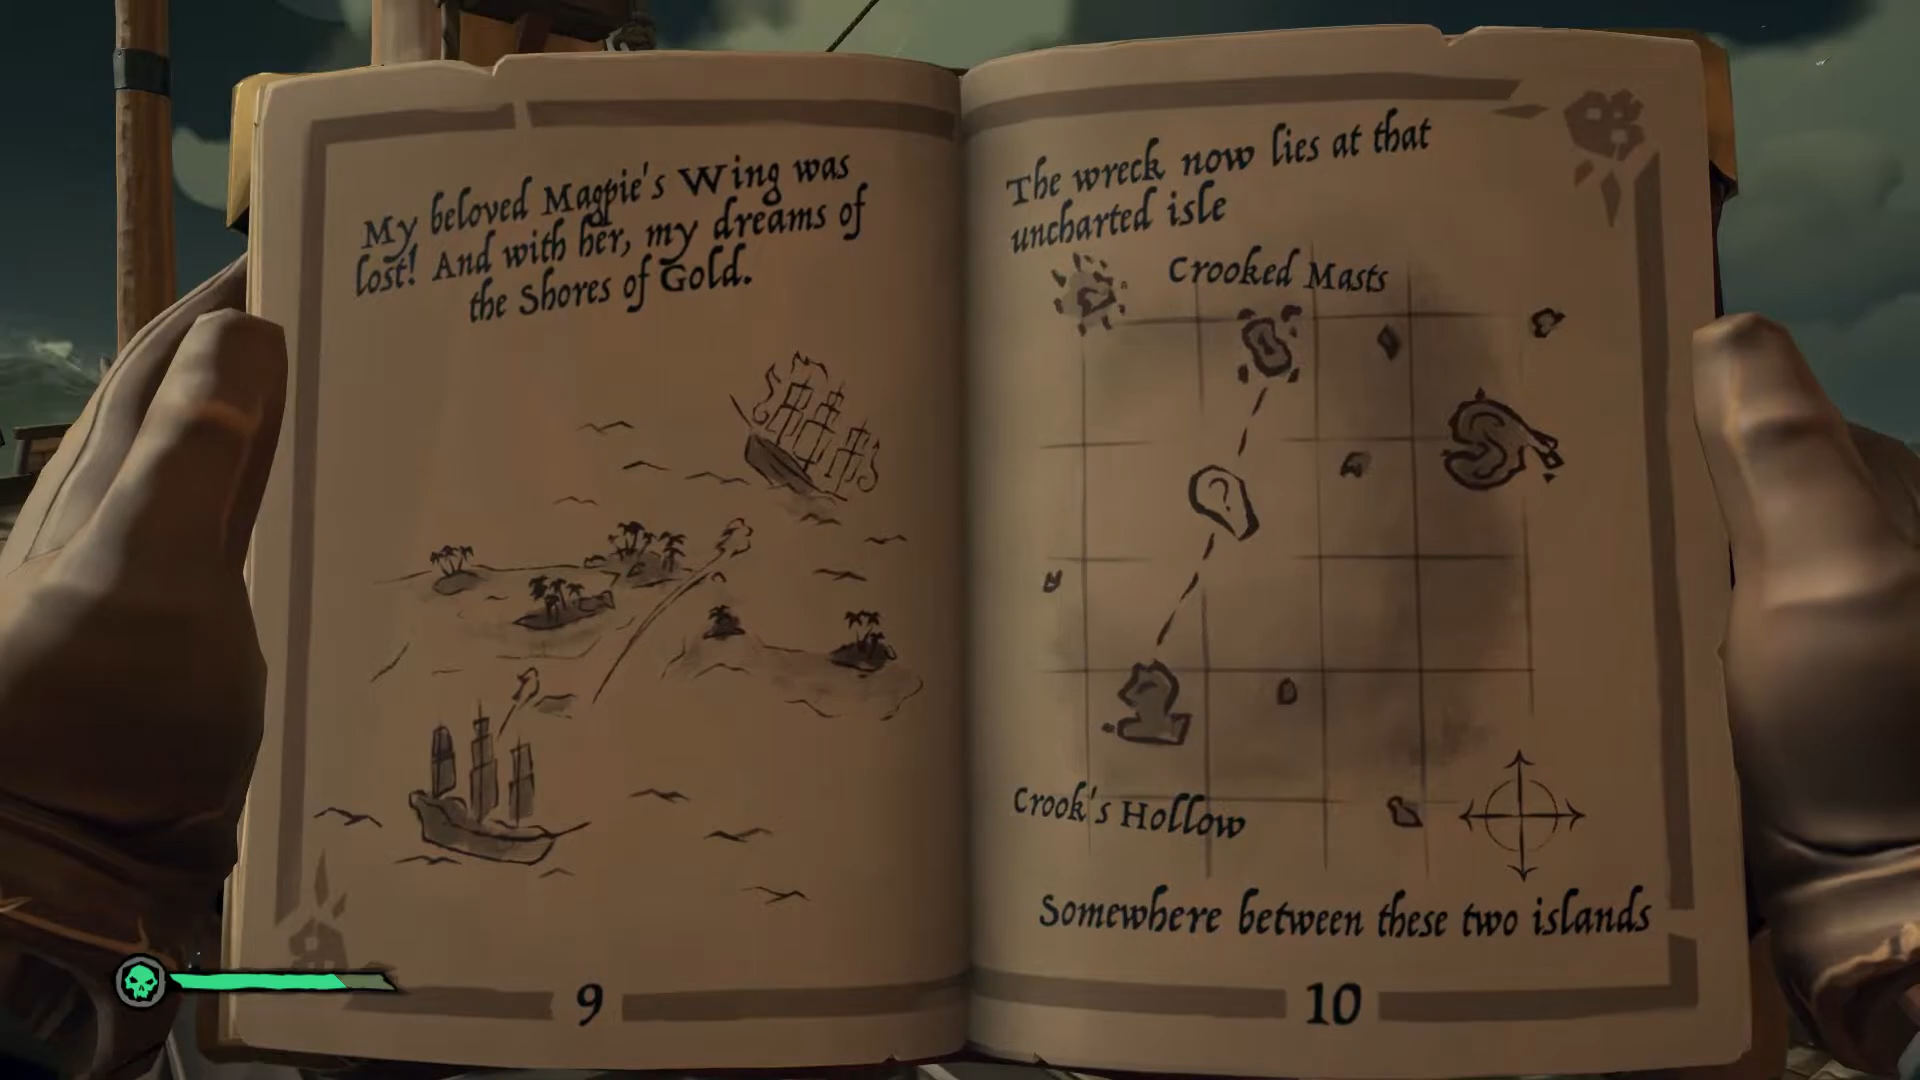 My beloved Magpie's Wing was
lost! And with her, my dreams of
the Shores of Gold.
9
The wreck now lies at that
uncharted isle
Crooked Masts
?
Crook's Hollow
Somewhere between these two islands
10